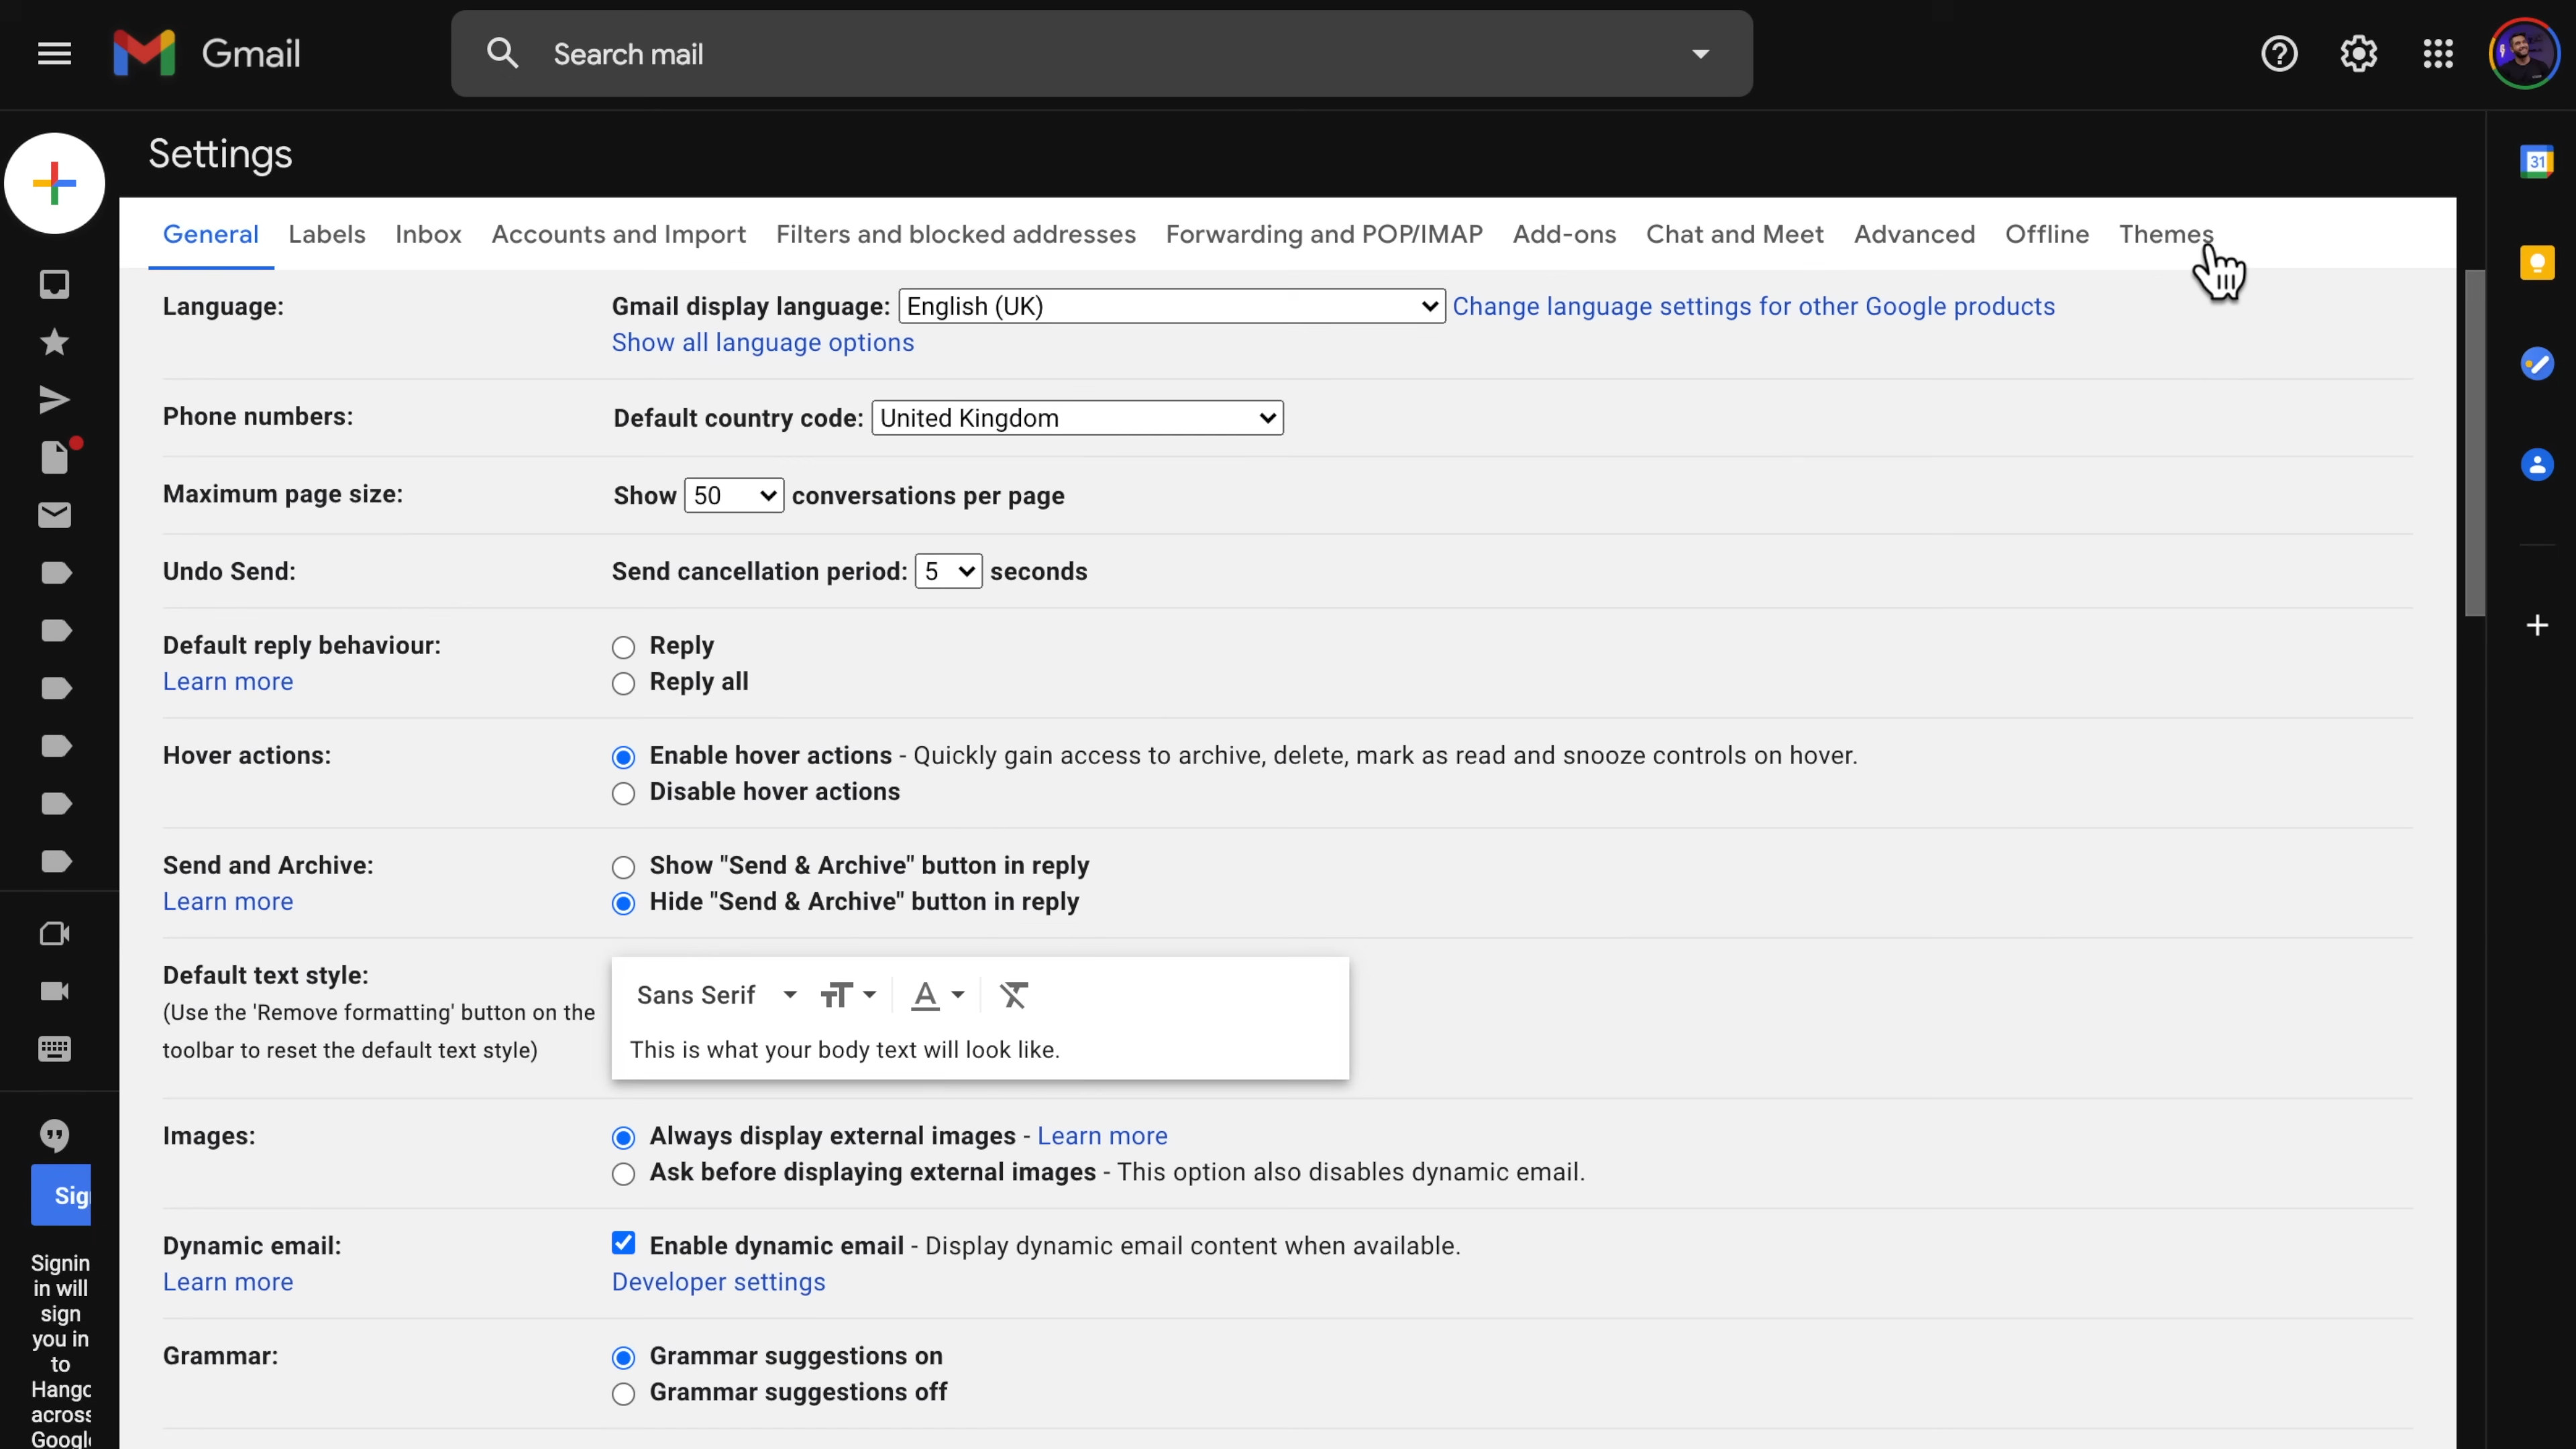 Gmail
Search mail
Settings
31
General Labels Inbox Accounts and Import Filters and blocked addresses Forwarding and POP/IMAP Add-ons Chat and Meet Advanced Offline Themes
Language: Gmail display language: English (UK) Change language settings for other Google products
Show all language options
Phone numbers: Default country code: United Kingdom
Maximum page size: Show 50 conversations per page
Undo Send: Send cancellation period: 5 seconds
Default reply behaviour: Reply
Learn more Reply all
Hover actions: Enable hover actions - Quickly gain access to archive, delete, mark as read and snooze controls on hover.
Disable hover actions
Send and Archive: Show "Send & Archive" button in reply
Learn more Hide "Send & Archive" button in reply
Default text style: Sans Serif
(Use the 'Remove formatting' button on the
toolbar to reset the default text style) This is what your body text will look like.
Images: Always display external images - Learn more
Ask before displaying external images - This option also disables dynamic email.
Dynamic email: Enable dynamic email - Display dynamic email content when available.
Learn more Developer settings
Grammar: Grammar suggestions on
Grammar suggestions off
Sig
Signin
in will
sign
you in
to
Hangc
across
Googl